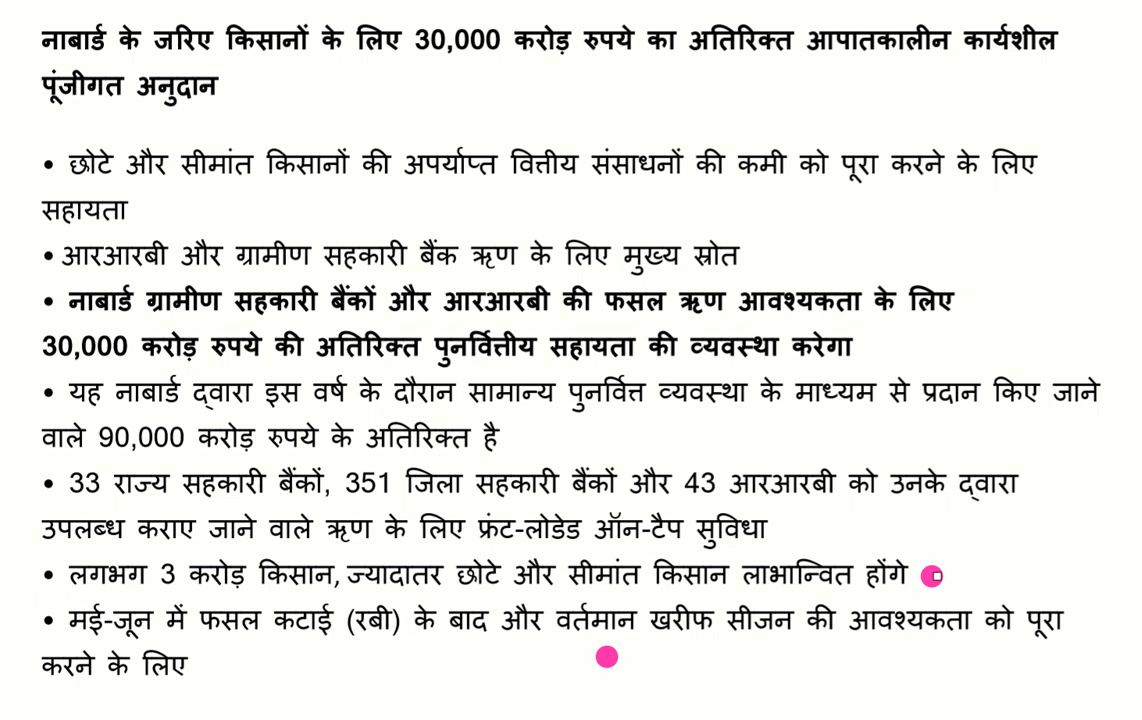 नाबार्ड के जरिए किसानों के लिए 30,000 करोड़ रुपये का अतिरिक्त आपातकालीन कार्यशील
पूंजीगत अनुदान
• छोटे और सीमांत किसानों की अपर्याप्त वित्तीय संसाधनों की कमी को पूरा करने के लिए
सहायता
• आरआरबी और ग्रामीण सहकारी बैंक ऋण के लिए मुख्य स्रोत
• नाबार्ड ग्रामीण सहकारी बैंकों और आरआरबी की फसल ऋण आवश्यकता के लिए
30,000 करोड़ रुपये की अतिरिक्त पुनर्वित्तीय सहायता की व्यवस्था करेगा
• यह नाबार्ड द्वारा इस वर्ष के दौरान सामान्य पुनर्वित्त व्यवस्था के माध्यम से प्रदान किए जाने
वाले 90,000 करोड़ रुपये के अतिरिक्त है
• 33 राज्य सहकारी बैंकों, 351 जिला सहकारी बैंकों और 43 आरआरबी को उनके द्वारा
उपलब्ध कराए जाने वाले ऋण के लिए फ्रंट-लोडेड ऑन-टैप सुविधा
• लगभग 3 करोड़ किसान, ज्यादातर छोटे और सीमांत किसान लाभान्वित होंगे
• मई-जून में फसल कटाई (रबी) के बाद और वर्तमान खरीफ सीजन की आवश्यकता को पूरा
करने के लिए